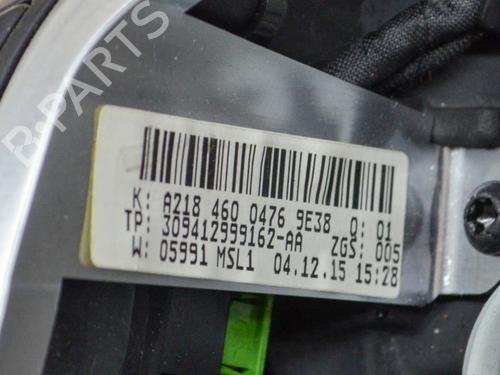 B-PARTS
K: A218 460 0476 9E38 Q: 01
TP: 309412999162-AA ZGS: 005
W: 05991 MSL1 04.12.15 15:28